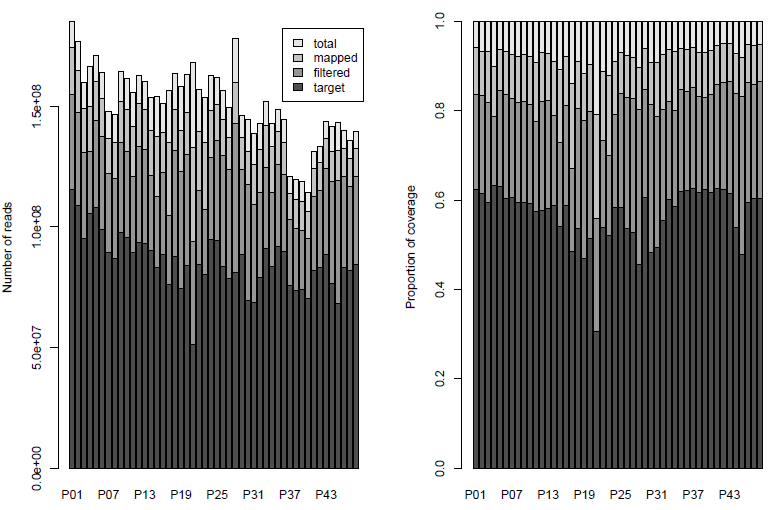 Number of reads
0.0e+00
5.0e+07
1.0e+08
1.5e+08
total
mapped
filtered
target
P01 P07 P13 P19 P25 P31 P37 P43
Proportion of coverage
0.0
0.2
0.4
0.6
0.8
1.0
P01 P07 P13 P19 P25 P31 P37 P43